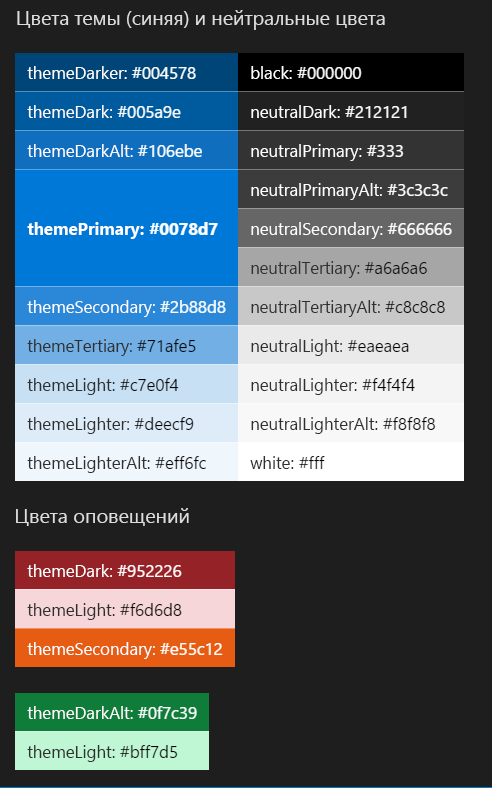 Цвета темы (синяя) и нейтральные цвета
themeDarker: #004578
black: #000000
themeDark: #005a9e
neutralDark: #212121
themeDarkAlt: #106ebe
neutralPrimary: #333
neutralPrimaryAlt: #3c3c3c
themePrimary: #0078d7
neutralSecondary: #666666
neutralTertiary: #a6a6a6
themeSecondary: #2b88d8
neutralTertiaryAlt: #c8c8c8
themeTertiary: #71afe5
neutralLight: #eaeaea
themeLight: #c7e0f4
neutralLighter: #f4f4f4
themeLighter: #deecf9
neutralLighterAlt: #f8f8f8
themeLighterAlt: #eff6fc
white: #fff
Цвета оповещений
themeDark: #952226
themeLight: #f6d6d8
themeSecondary: #e55c12
themeDarkAlt: #0f7c39
themeLight: #bff7d5